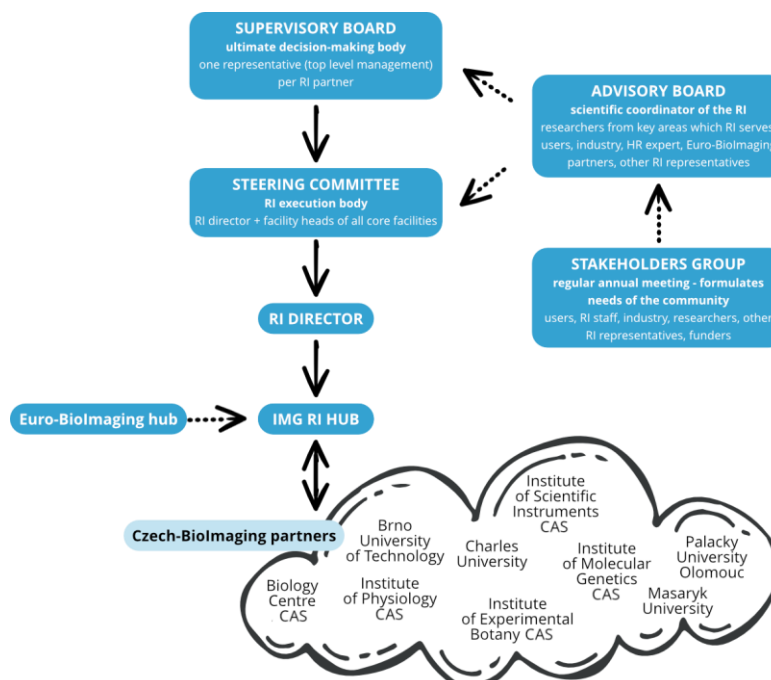 SUPERVISORY BOARD
ultimate decision-making body
one representative (top level management)
per RI partner
ADVISORY BOARD
scientific coordinator of the RI
researchers from key areas which RI serves,
users, industry, HR expert, Euro-BioImaging
partners, other RI representatives
STEERING COMMITTEE
RI execution body
RI director + facility heads of all core facilities
STAKEHOLDERS GROUP
regular annual meeting - formulates
needs of the community
users, RI staff, industry, researchers, other
RI representatives, funders
RI DIRECTOR
Euro-BioImaging hub
IMG RI HUB
Czech-BioImaging partners
Brno
University
of Technology
Charles
University
Institute
of Scientific
Instruments
CAS
Institute
of Molecular
Genetics
CAS
Palacky
University
Olomouc
Biology
Centre
CAS
Institute
of Physiology
CAS
Institute
of Experimental
Botany CAS
Masaryk
University